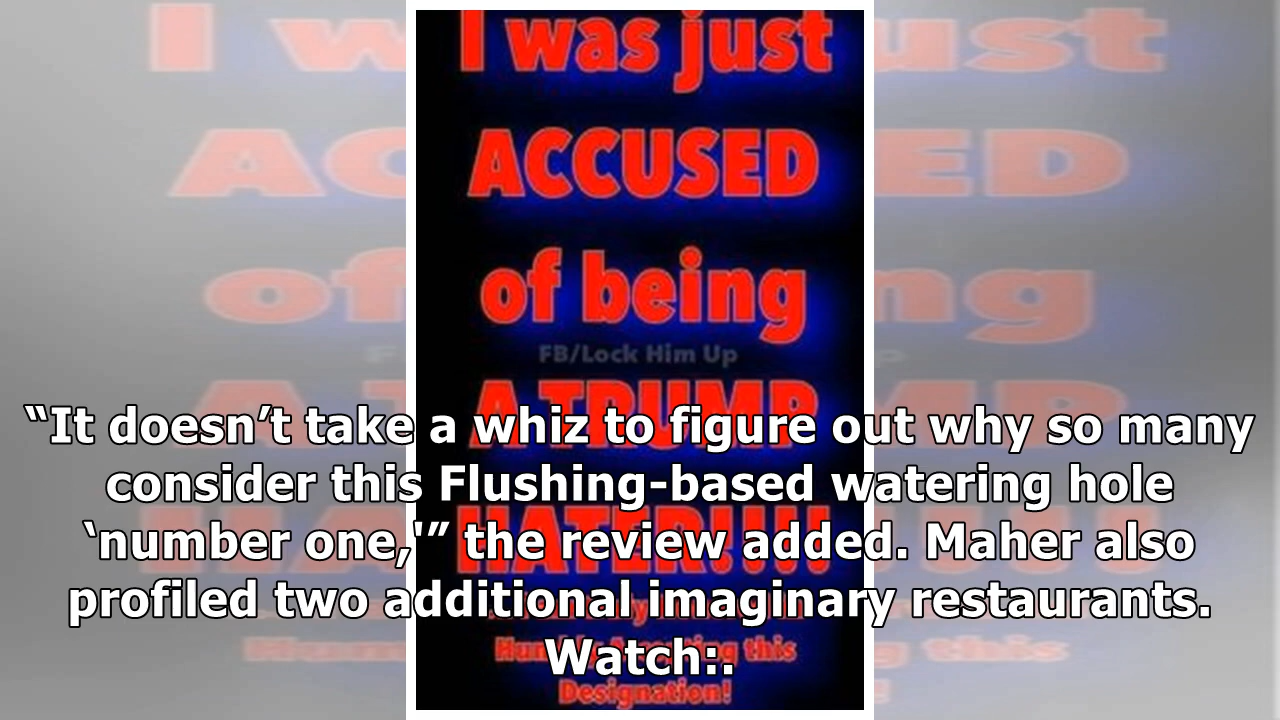 I was just
ACCUSED
of being
FB/Lock Him Up
A TRUMP
HATER!!!!
“It doesn’t take a whiz to figure out why so many
consider this Flushing-based watering hole
‘number one,'” the review added. Maher also
profiled two additional imaginary restaurants.
Watch:.
this
Designation!